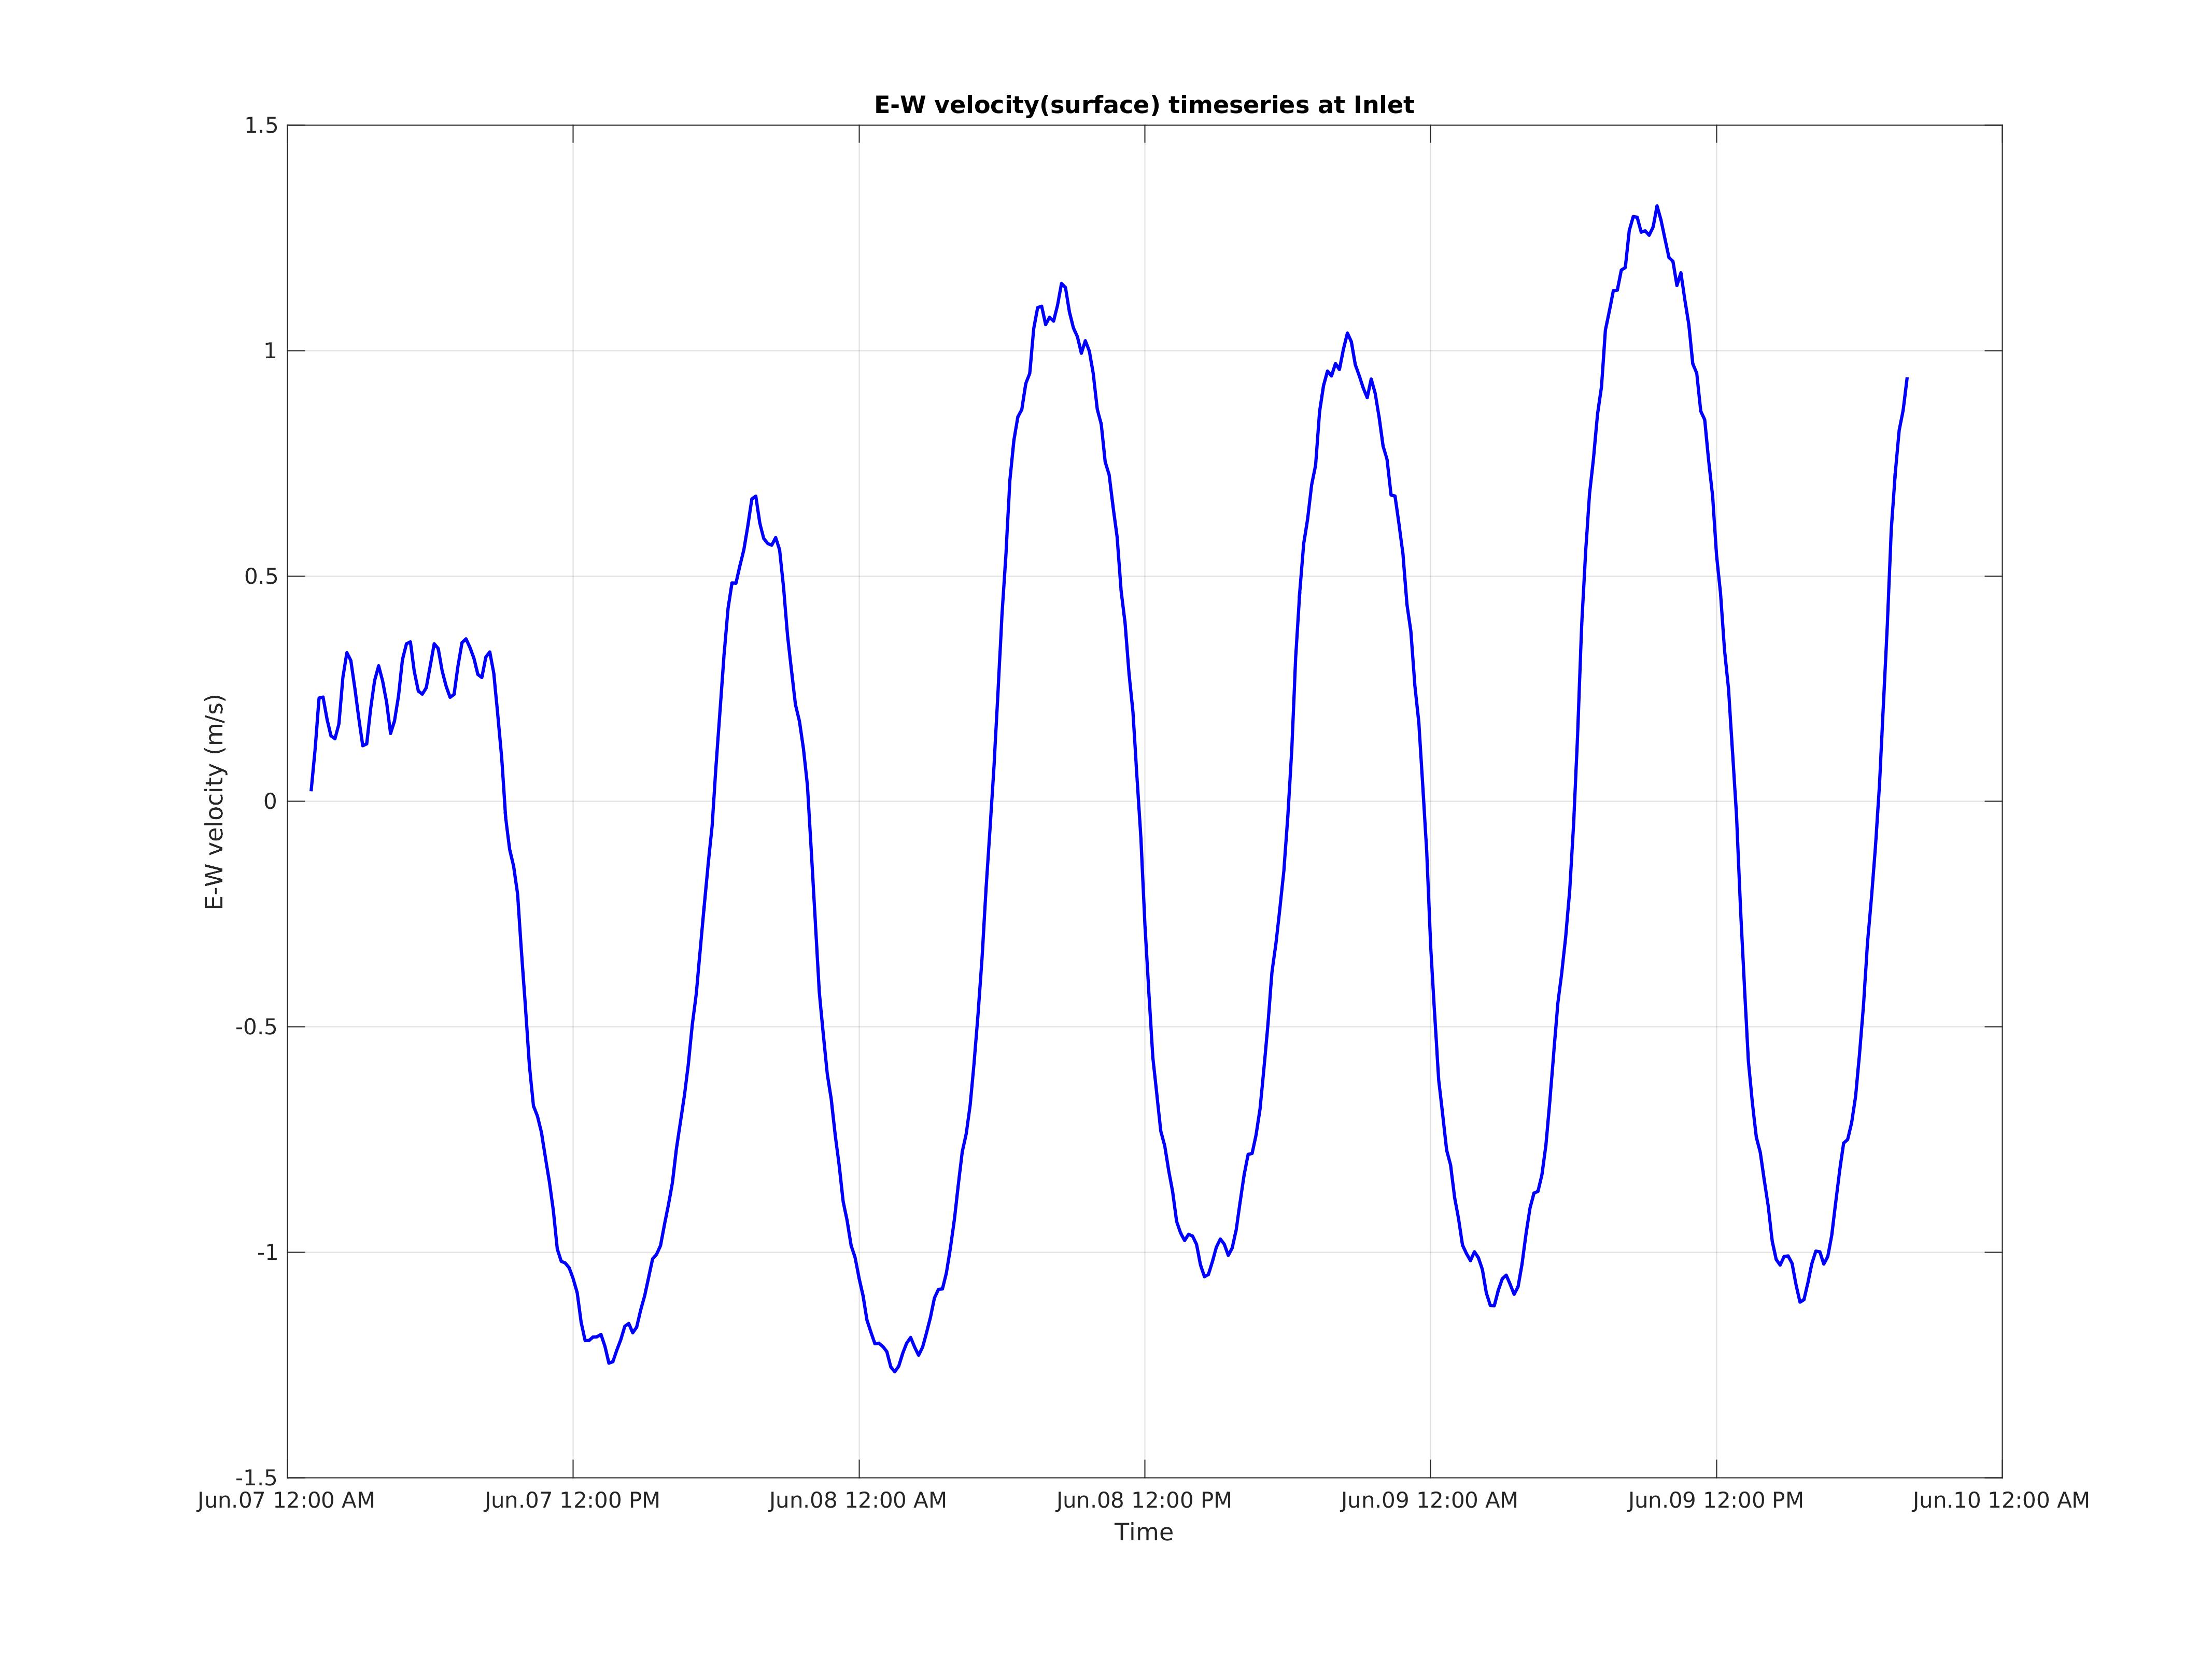 E-W velocity(surface) timeseries at Inlet
1.5
1
0.5
0
-0.5
-1
-1.5
E-W velocity (m/s)
Jun.07 12:00 AM Jun.07 12:00 PM Jun.08 12:00 AM Jun.08 12:00 PM Jun.09 12:00 AM Jun.09 12:00 PM Jun.10 12:00 AM
Time